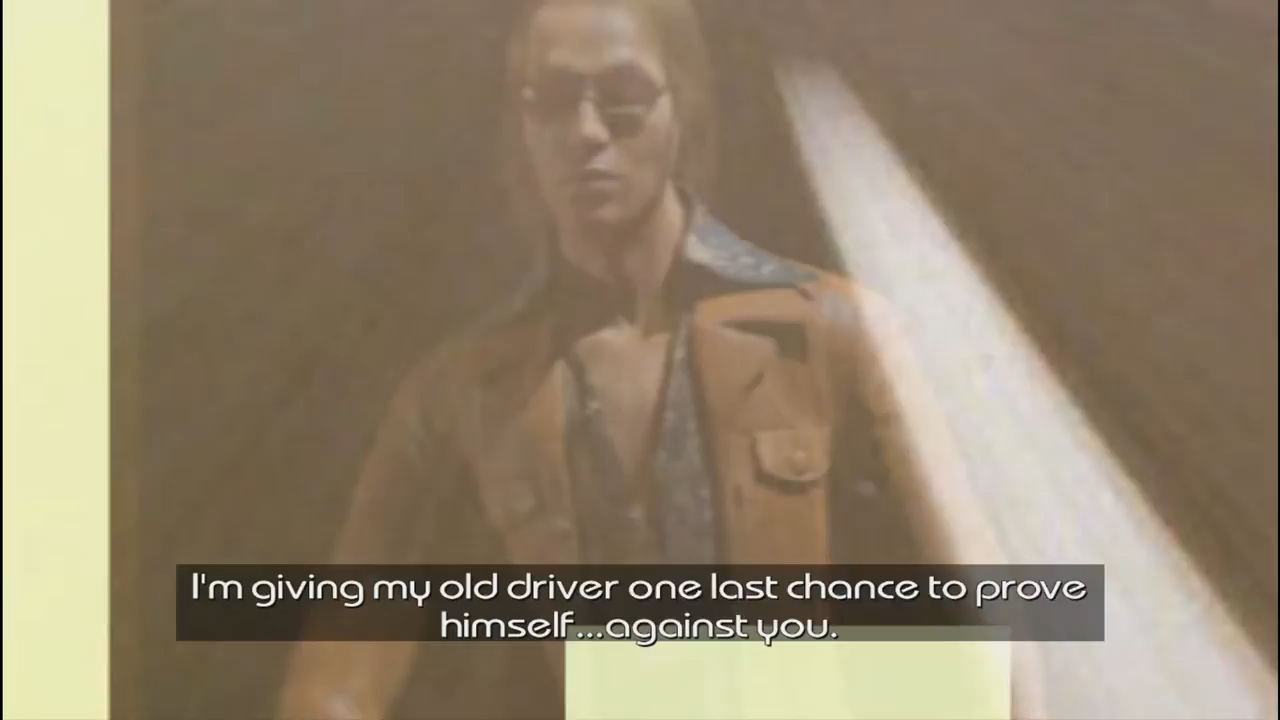 I'm giving my old driver one last chance to prove
himself...against you.